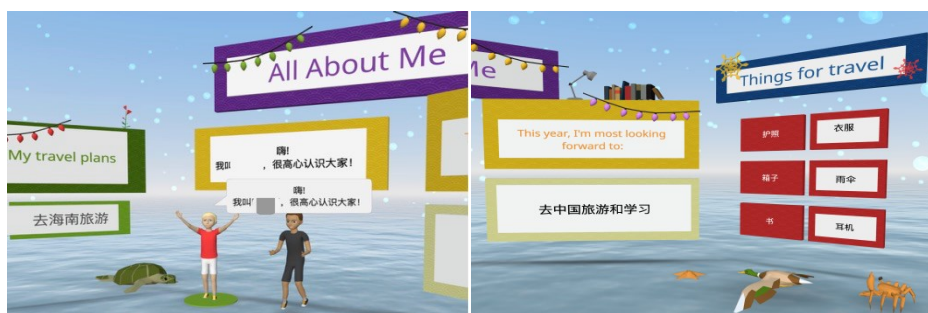 All About Me
My travel plans
嗨!
我 ，很高心认识大家!
嗨!
我叫 ，很高心认识大家!
去海南旅游
Me
This year, I'm most looking
forward to:
去中国旅游和学习
Things for travel
护照
衣服
箱子
雨伞
书
耳机